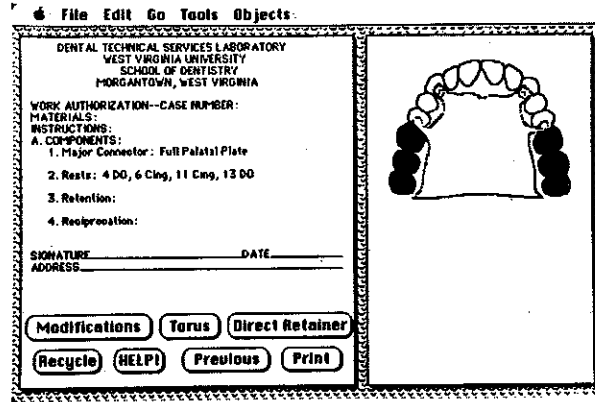 File Edit Go Tools Objects
DENTAL TECHNICAL SERVICES LABORATORY
WEST VIRGINIA UNIVERSITY
SCHOOL OF DENTISTRY
MORGANTOWN, WEST VIRGINIA
WORK AUTHORIZATION--CASE NUMBER:
MATERIALS:
INSTRUCTIONS:
A. COMPONENTS:
1. Major Connector: Full Palatal Plate
2. Rests: 4 DO, 6 Cing, 11 Cing, 13 DO
3. Retention:
4. Reciprocation:
SIGNATURE DATE
ADDRESS
Modifications Torus Direct Retainer
Recycle HELP! Previous Print